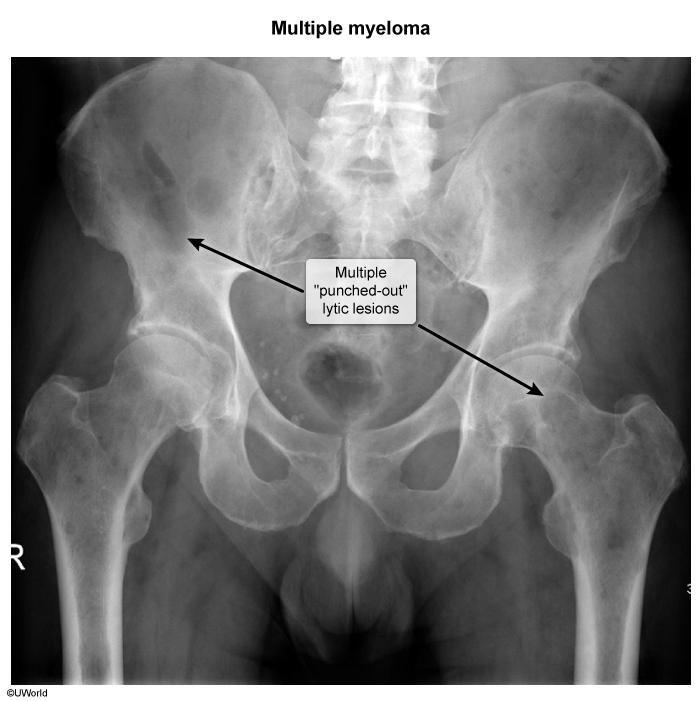 Multiple myeloma
Multiple
"punched-out"
lytic lesions
R
©UWorld